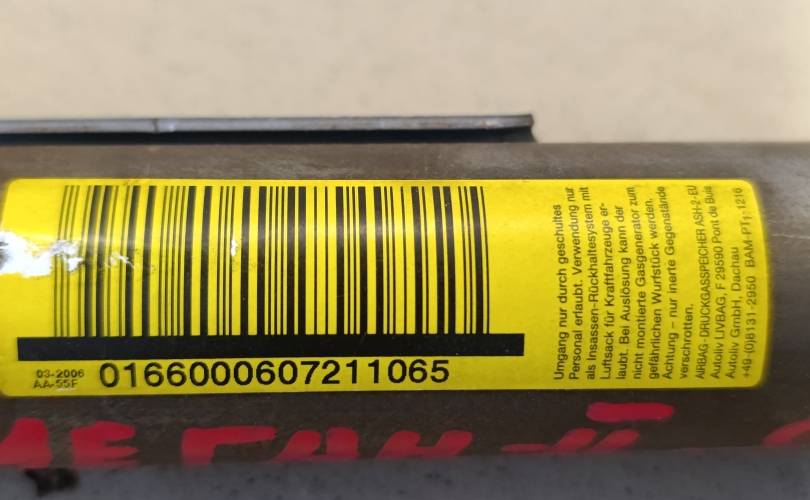 03-2006
AA-55F
0166000607211065
Umgang nur durch geschultes
Personal erlaubt. Verwendung nur
als Insassen-Rückhaltesystem mit
Luftsack für Kraftfahrzeuge er-
laubt. Bei Auslösung kann der
nicht montierte Gasgenerator zum
gefährlichen Wurfstück werden.
Achtung – nur inerte Gegenstände
verschrotten.
AIRBAG - DRUCKGASSPEICHER ASH-2-EU
Autoliv LIVBAG, F 29590 Pont de Buis
Autoliv GmbH, Dachau
+49-(0)8131-2950 BAM-PT1-1216